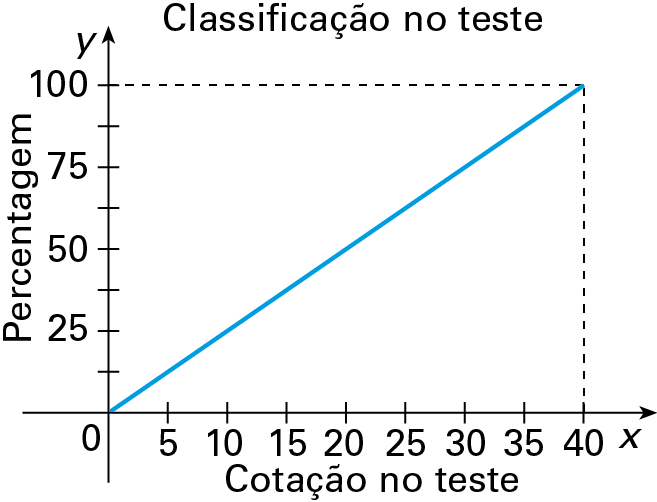 Classificação no teste
y
100
75
50
25
Percentagem
0 5 10 15 20 25 30 35 40 x
Cotação no teste